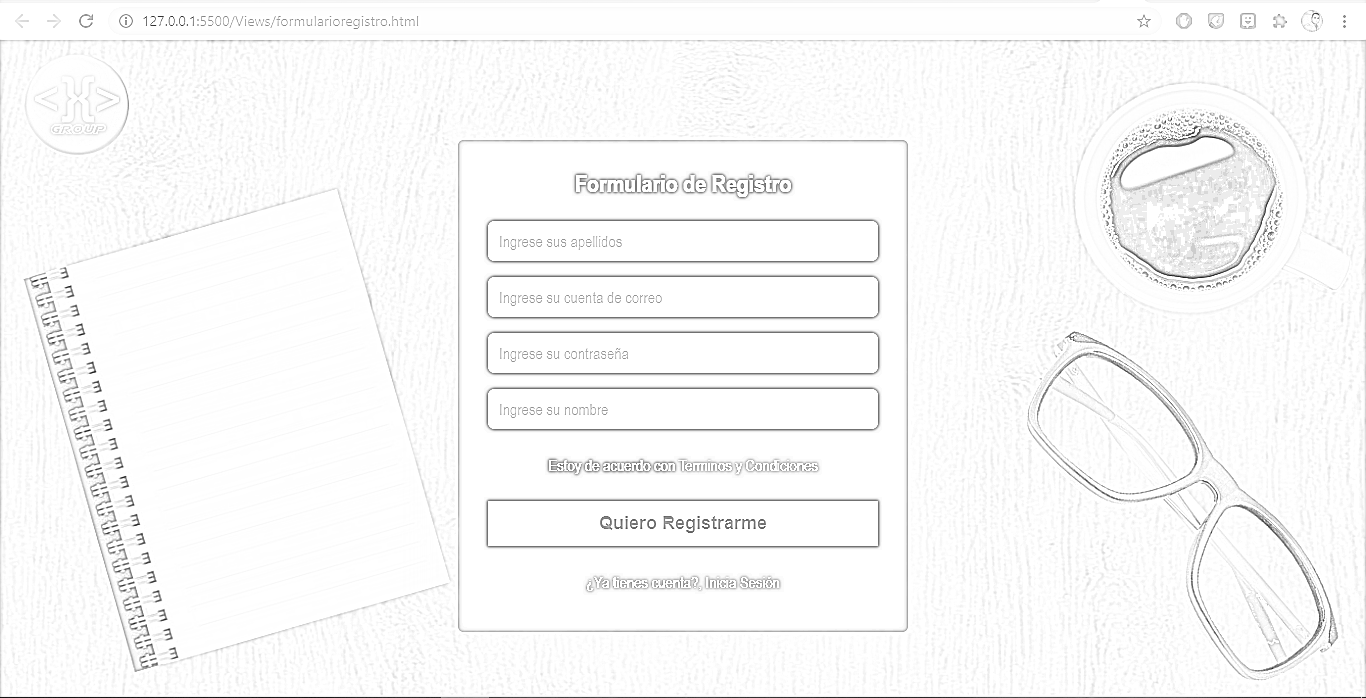 127.0.0.1:5500/Views/formularioregistro.html
GROUP
Formulario de Registro
Ingrese sus apellidos
Ingrese su cuenta de correo
Ingrese su contraseña
Ingrese su nombre
Estoy de acuerdo con Terminos y Condiciones
Quiero Registrarme
¿Ya tienes cuenta?, Inicia Sesión